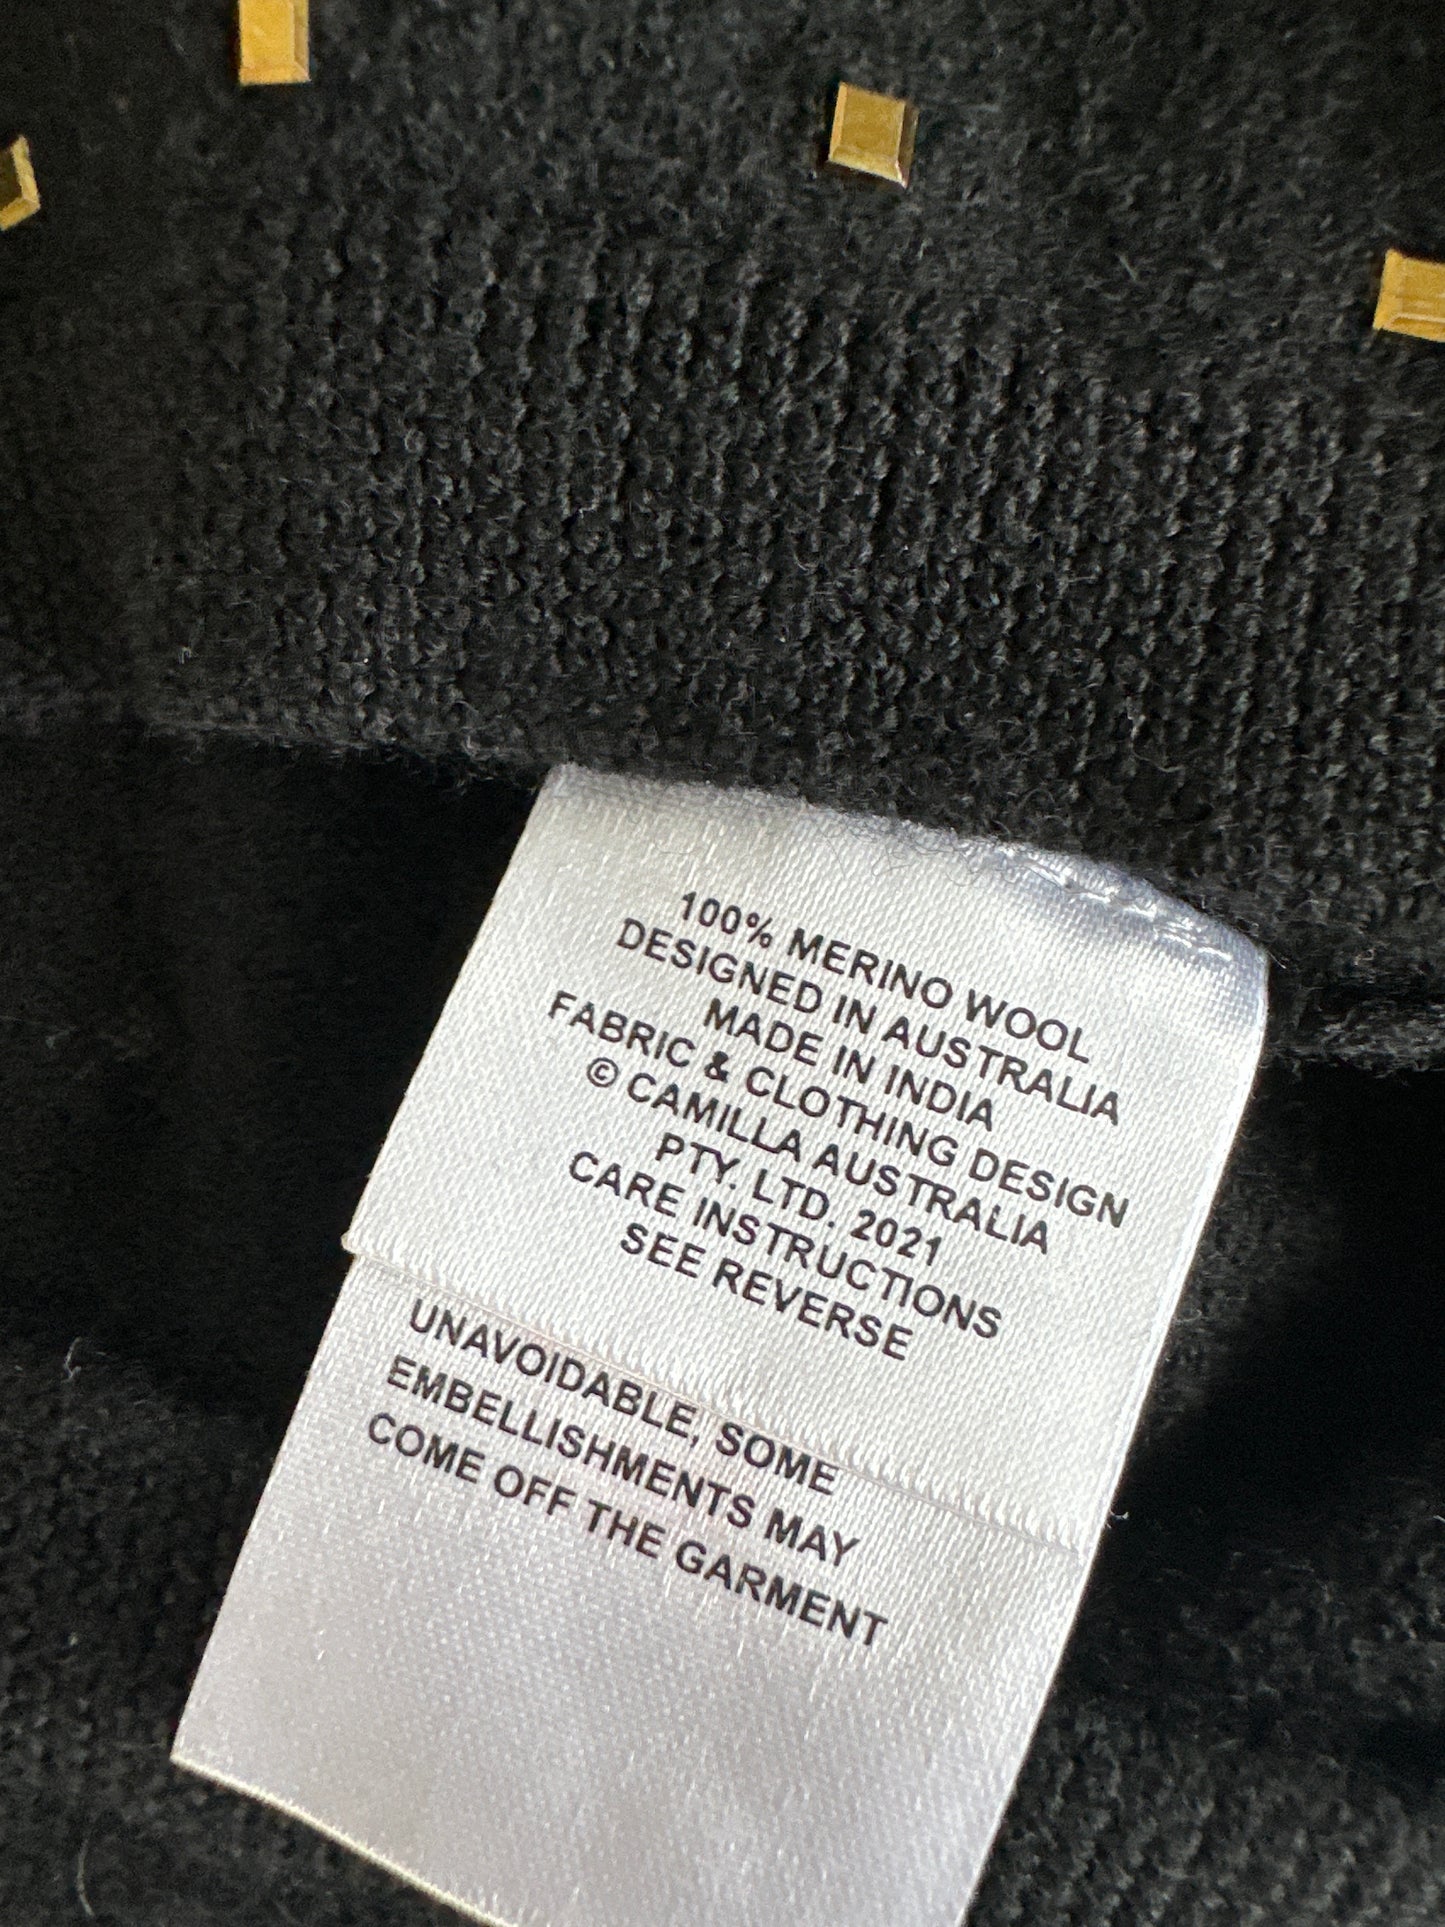 100% MERINO WOOL
DESIGNED IN AUSTRALIA
MADE IN INDIA
FABRIC & CLOTHING DESIGN
© CAMILLA AUSTRALIA
PTY. LTD. 2021
CARE INSTRUCTIONS
SEE REVERSE
UNAVOIDABLE, SOME
EMBELLISHMENTS MAY
COME OFF THE GARMENT